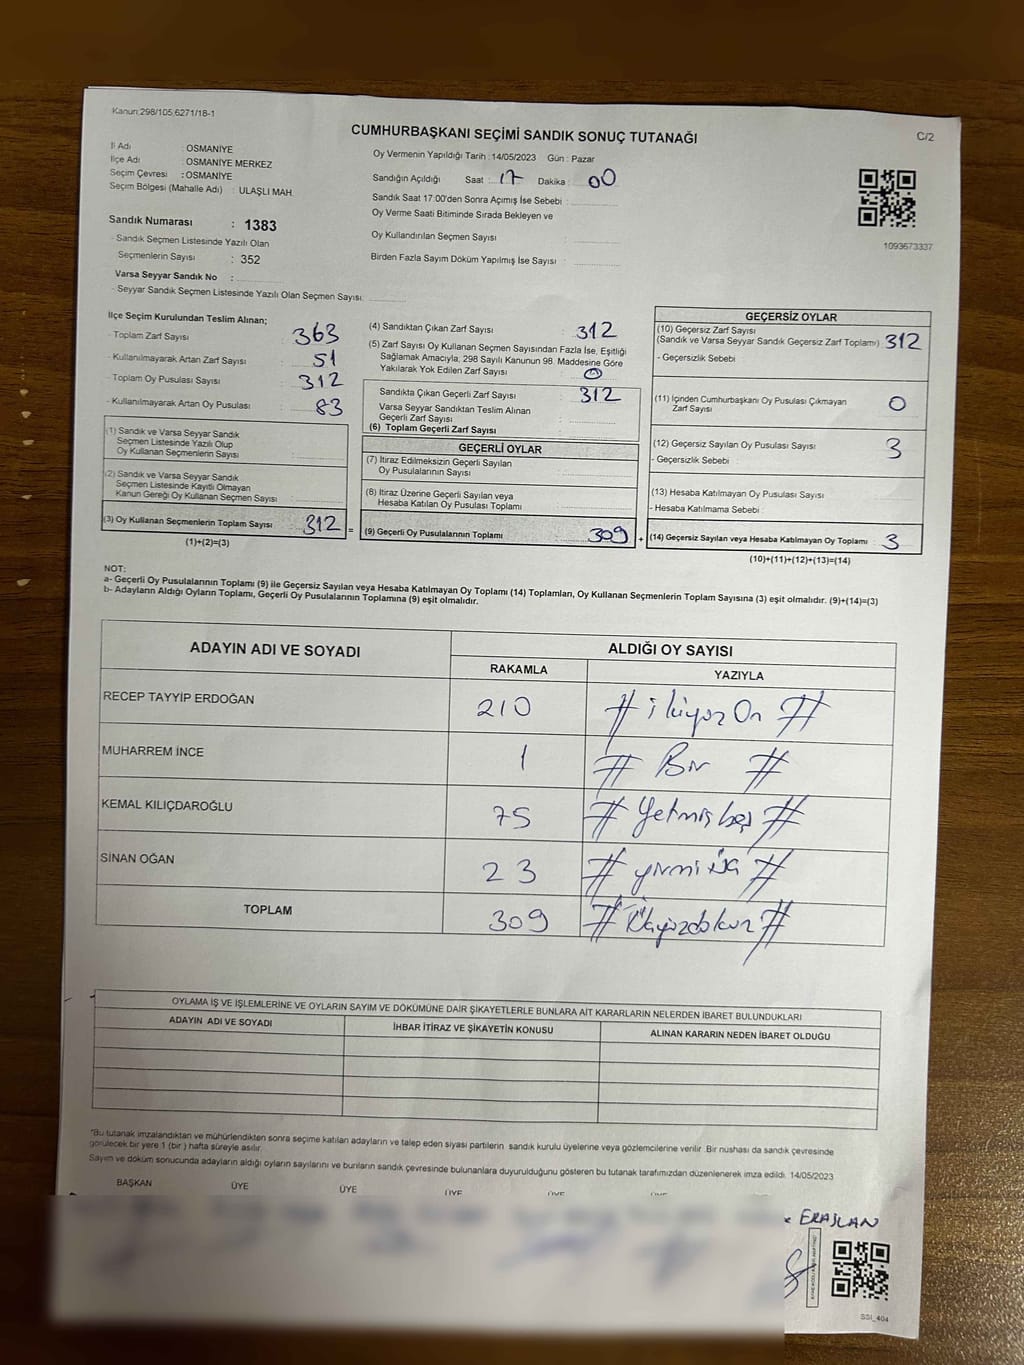 Kanun 298/105,6271/18-1
CUMHURBAŞKANI SEÇİMİ SANDIK SONUÇ TUTANAĞI
C/2
İl Adı : OSMANİYE
İlçe Adı : OSMANİYE MERKEZ
Seçim Çevresi : OSMANİYE
Seçim Bölgesi (Mahalle Adı) : ULAŞLI MAH.
Sandık Numarası : 1383
- Sandık Seçmen Listesinde Yazılı Olan
Seçmenlerin Sayısı : 352
Varsa Seyyar Sandık No :
- Seyyar Sandık Seçmen Listesinde Yazılı Olan Seçmen Sayısı
Oy Vermenin Yapıldığı Tarih : 14/05/2023 Gün : Pazar
Sandığın Açıldığı Saat : 17 Dakika : 00
Sandık Saat 17:00'den Sonra Açımış İse Sebebi :
Oy Verme Saati Bitiminde Sırada Bekleyen ve
Oy Kullandırılan Seçmen Sayısı :
Birden Fazla Sayım Döküm Yapılmış İse Sayısı :
1093673337
İlçe Seçim Kurulundan Teslim Alınan;
- Toplam Zarf Sayısı : 363
- Kullanılmayarak Artan Zarf Sayısı : 51
- Toplam Oy Pusulası Sayısı : 312
- Kullanılmayarak Artan Oy Pusulası : 83
(1) Sandık ve Varsa Seyyar Sandık
Seçmen Listesinde Yazılı Olup
Oy Kullanan Seçmenlerin Sayısı
(2) Sandık ve Varsa Seyyar Sandık
Seçmen Listesinde Kayıtlı Olmayan
Kanun Gereği Oy Kullanan Seçmen Sayısı
(3) Oy Kullanan Seçmenlerin Toplam Sayısı 312 =
(1)+(2)=(3)
(4) Sandıktan Çıkan Zarf Sayısı : 312
(5) Zarf Sayısı Oy Kullanan Seçmen Sayısından Fazla İse, Eşitliği
Sağlamak Amacıyla, 298 Sayılı Kanunun 98. Maddesine Göre
Yakılarak Yok Edilen Zarf Sayısı : 0
Sandıkta Çıkan Geçerli Zarf Sayısı : 312
Varsa Seyyar Sandıktan Teslim Alınan
Geçerli Zarf Sayısı :
(6) Toplam Geçerli Zarf Sayısı
GEÇERLİ OYLAR
(7) İtiraz Edilmeksizin Geçerli Sayılan
Oy Pusulalarının Sayısı
(8) İtiraz Üzerine Geçerli Sayılan veya
Hesaba Katılan Oy Pusulası Toplamı
(9) Geçerli Oy Pusulalarının Toplamı 309 +
GEÇERSİZ OYLAR
(10) Geçersiz Zarf Sayısı
(Sandık ve Varsa Seyyar Sandık Geçersiz Zarf Toplamı) 312
- Geçersizlik Sebebi
(11) İçinden Cumhurbaşkanı Oy Pusulası Çıkmayan
Zarf Sayısı 0
(12) Geçersiz Sayılan Oy Pusulası Sayısı 3
- Geçersizlik Sebebi :
(13) Hesaba Katılmayan Oy Pusulası Sayısı
- Hesaba Katılmama Sebebi
(14) Geçersiz Sayılan veya Hesaba Katılmayan Oy Toplamı : 3
(10)+(11)+(12)+(13)=(14)
NOT:
a- Geçerli Oy Pusulalarının Toplamı (9) ile Geçersiz Sayılan veya Hesaba Katılmayan Oy Toplamı (14) Toplamları, Oy Kullanan Seçmenlerin Toplam Sayısına (3) eşit olmalıdır. (9)+(14)=(3)
b- Adayların Aldığı Oyların Toplamı, Geçerli Oy Pusulalarının Toplamına (9) eşit olmalıdır.
ADAYIN ADI VE SOYADI ALDIĞI OY SAYISI
RAKAMLA YAZIYLA
RECEP TAYYİP ERDOĞAN 210 # ikiyüz On #
MUHARREM İNCE 1 # Bir #
KEMAL KILIÇDAROĞLU 75 # Yetmiş beş #
SİNAN OĞAN 23 # yirmi üç #
TOPLAM 309 # Üçyüzdokuz #
OYLAMA İŞ VE İŞLEMLERİNE VE OYLARIN SAYIM VE DÖKÜMÜNE DAİR ŞİKAYETLERLE BUNLARA AİT KARARLARIN NELERDEN İBARET BULUNDUKLARI
ADAYIN ADI VE SOYADI İHBAR İTİRAZ VE ŞİKAYETİN KONUSU ALINAN KARARIN NEDEN İBARET OLDUĞU
*Bu tutanak imzalandıktan ve mühürlendikten sonra seçime katılan adayların ve talep eden siyasi partilerin sandık kurulu üyelerine veya gözlemcilerine verilir. Bir nushası da sandık çevresinde
görülecek bir yere 1 (bir) hafta süreyle asılır.
Sayım ve döküm sonucunda adayların aldığı oyların sayılarını ve bunların sandık çevresinde bulunanlara duyurulduğunu gösteren bu tutanak tarafımızdan düzenlenerek imza edildi. 14/05/2023
BAŞKAN ÜYE ÜYE ÜYE ÜYE ÜYE
ERASLAN
SSI_404